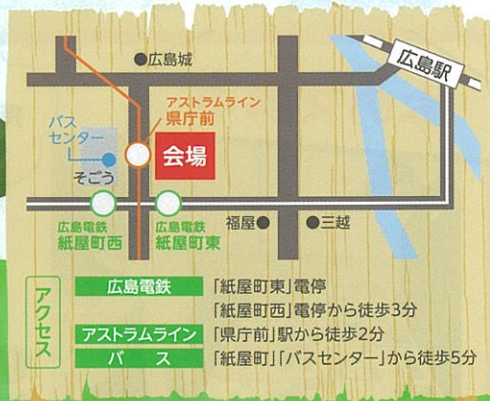 ●広島城
広島駅
アストラムライン
県庁前
バス
センター
会場
そごう
広島電鉄
紙屋町西
広島電鉄
紙屋町東
福屋●
●三越
アクセス
広島電鉄 「紙屋町東」電停
「紙屋町西」電停から徒歩3分
アストラムライン 「県庁前」駅から徒歩2分
バス 「紙屋町」「バスセンター」から徒歩5分